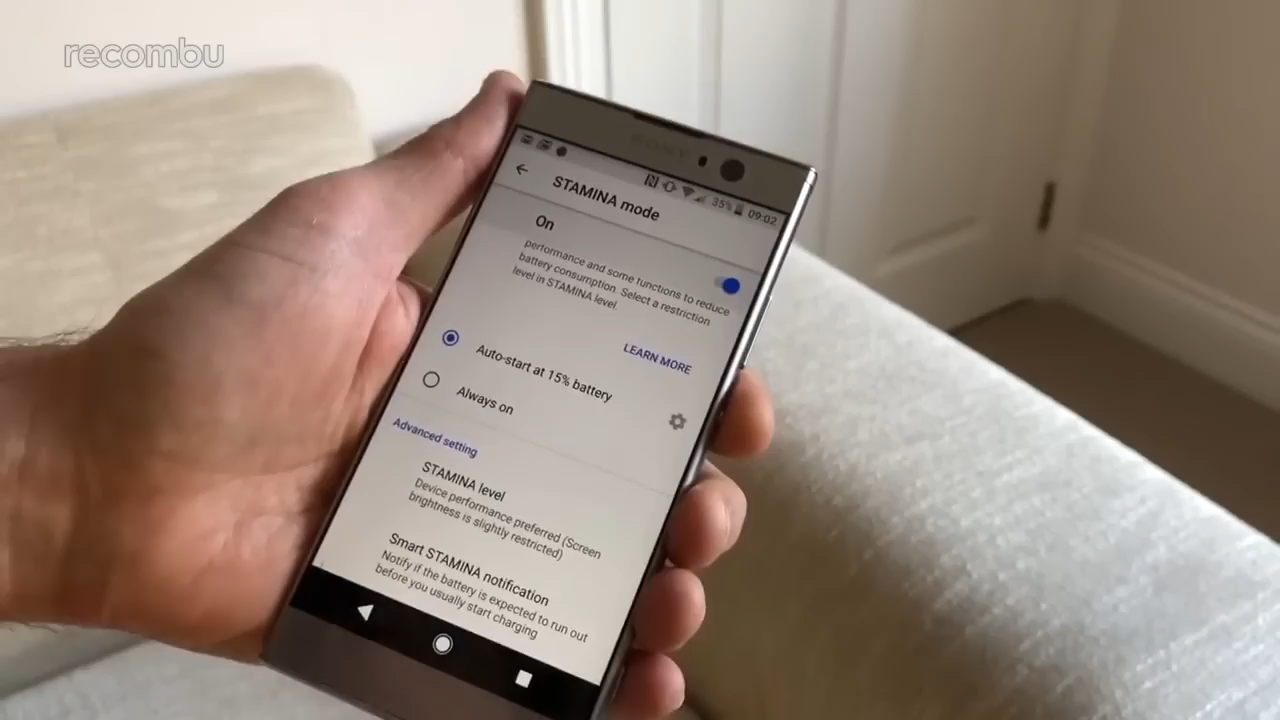 recombu
SONY
35% 09:02
STAMINA mode
On
performance and some functions to reduce
battery consumption. Select a restriction
level in STAMINA level.
LEARN MORE
Auto-start at 15% battery
Always on
Advanced setting
STAMINA level
Device performance preferred (Screen
brightness is slightly restricted)
Smart STAMINA notification
Notify if the battery is expected to run out
before you usually start charging